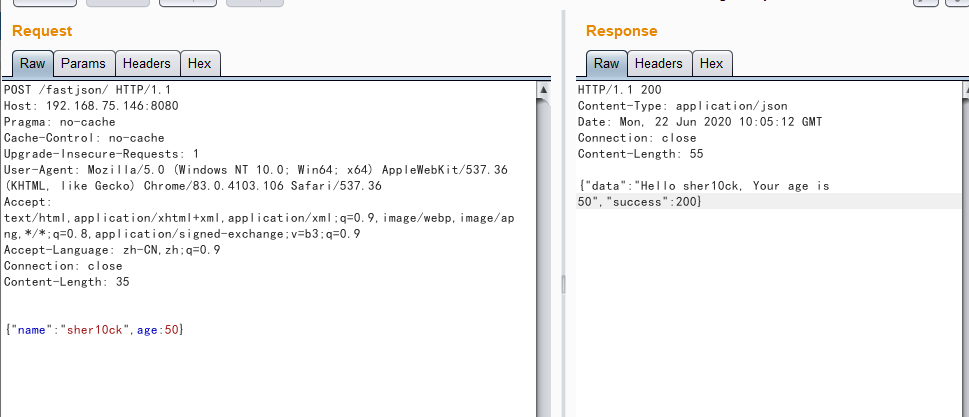 Request
Raw Params Headers Hex
POST /fastjson/ HTTP/1.1
Host: 192.168.75.146:8080
Pragma: no-cache
Cache-Control: no-cache
Upgrade-Insecure-Requests: 1
User-Agent: Mozilla/5.0 (Windows NT 10.0; Win64; x64) AppleWebKit/537.36
(KHTML, like Gecko) Chrome/83.0.4103.106 Safari/537.36
Accept:
text/html,application/xhtml+xml,application/xml;q=0.9,image/webp,image/ap
ng,*/*;q=0.8,application/signed-exchange;v=b3;q=0.9
Accept-Language: zh-CN,zh;q=0.9
Connection: close
Content-Length: 35
{"name":"sher10ck",age:50}
Response
Raw Headers Hex
HTTP/1.1 200
Content-Type: application/json
Date: Mon, 22 Jun 2020 10:05:12 GMT
Connection: close
Content-Length: 55
{"data":"Hello sher10ck, Your age is
50","success":200}